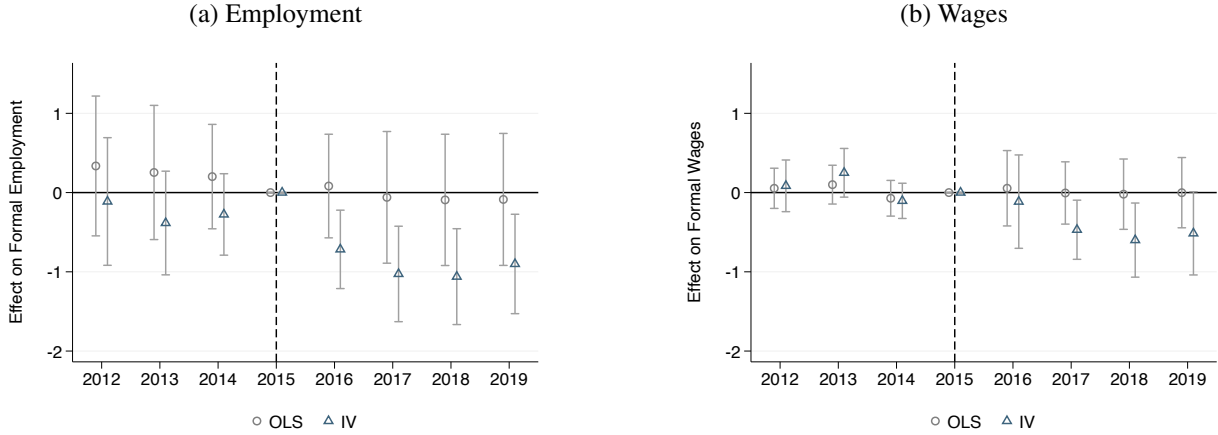 (a) Employment
Effect on Formal Employment
1
0
-1
-2
2012 2013 2014 2015 2016 2017 2018 2019
OLS IV
(b) Wages
Effect on Formal Wages
1
0
-1
-2
2012 2013 2014 2015 2016 2017 2018 2019
OLS IV